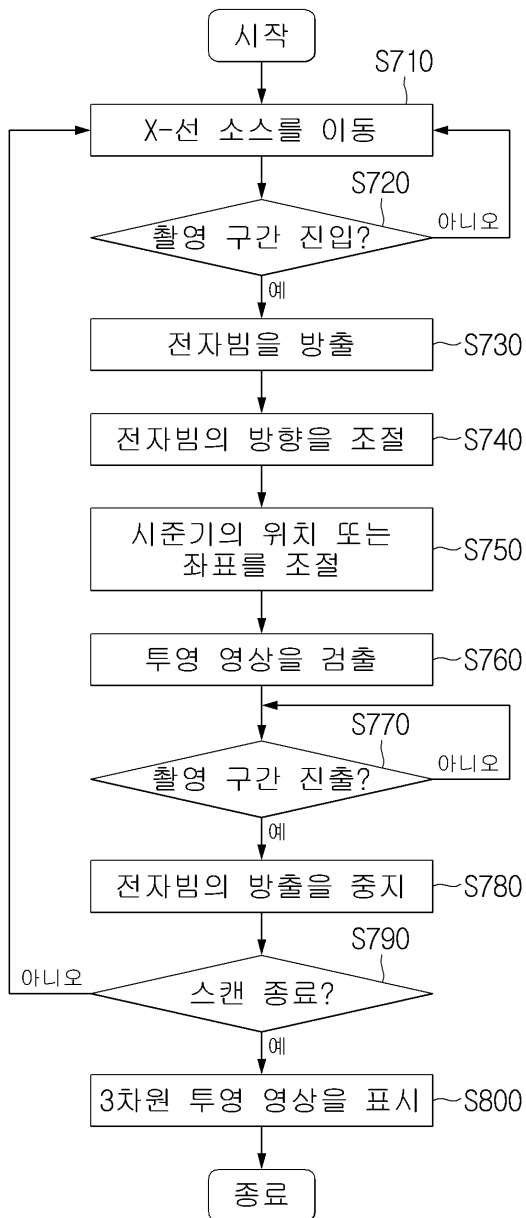 시작
S710
X-선 소스를 이동
S720
촬영 구간 진입?
아니오
예
전자빔을 방출
S730
전자빔의 방향을 조절
S740
시준기의 위치 또는
좌표를 조절
S750
투영 영상을 검출
S760
S770
촬영 구간 진출?
아니오
예
전자빔의 방출을 중지
S780
S790
아니오
스캔 종료?
예
3차원 투영 영상을 표시
S800
종료